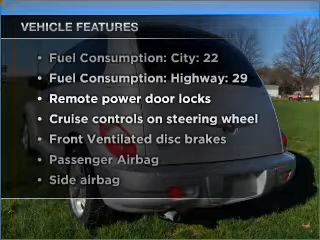 VEHICLE FEATURES
• Fuel Consumption: City: 22
• Fuel Consumption: Highway: 29
• Remote power door locks
• Cruise controls on steering wheel
• Front Ventilated disc brakes
• Passenger Airbag
• Side airbag